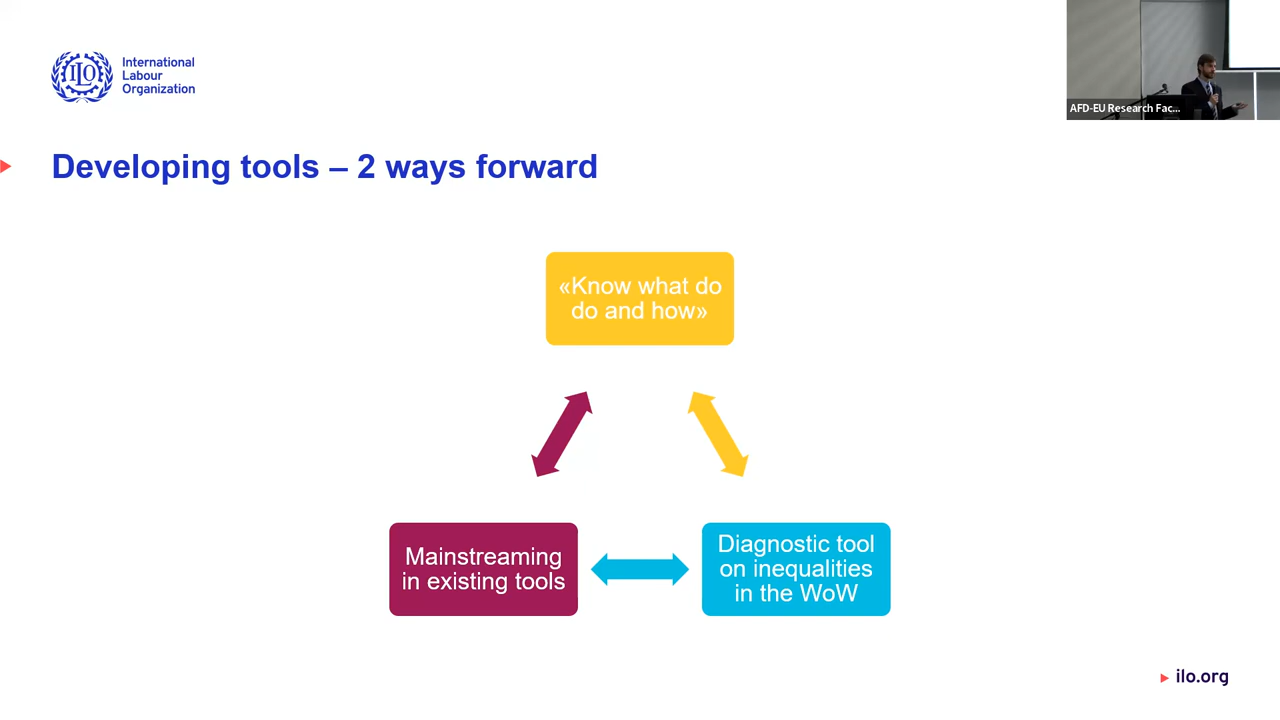 International
Labour
Organization
ILO
AFD-EU Research Fac...
Developing tools – 2 ways forward
«Know what do
do and how»
Mainstreaming
in existing tools
Diagnostic tool
on inequalities
in the WoW
ilo.org